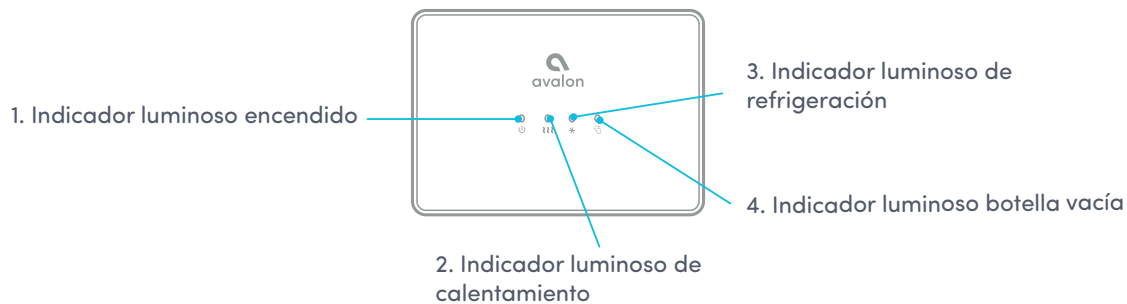 avalon
1. Indicador luminoso encendido
2. Indicador luminoso de
calentamiento
3. Indicador luminoso de
refrigeración
4. Indicador luminoso botella vacía